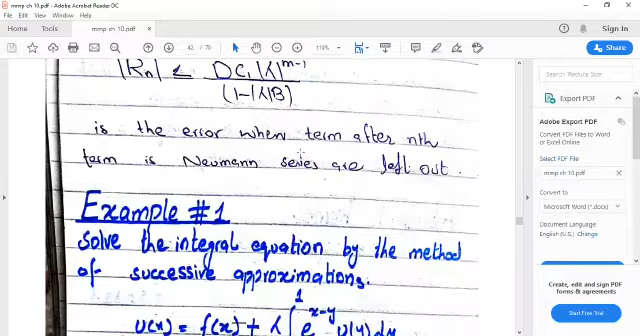 mmp ch 10.pdf - Adobe Acrobat Reader DC
File Edit View Window Help
Home Tools mmp ch 10.pdf × Sign In
42 / 70 119% Share
|Rn| ≤ DC₁|λ|^{m-1} / (1-|λ|B)
is the error when term after nth
term is Neumann series are left out.
Example #1
Solve the integral equation by the method
of successive approximations.
u(x) = f(x) + λ ∫^1 e^{x-y} u(y) dy
Search 'Reduce Size'
Export PDF
Adobe Export PDF
Convert PDF Files to Word
or Excel Online
Select PDF File
mmp ch 10.pdf ×
Convert to
Microsoft Word (*.docx)
Document Language:
English (U.S.) Change
Create, edit and sign PDF
forms & agreements
Start Free Trial